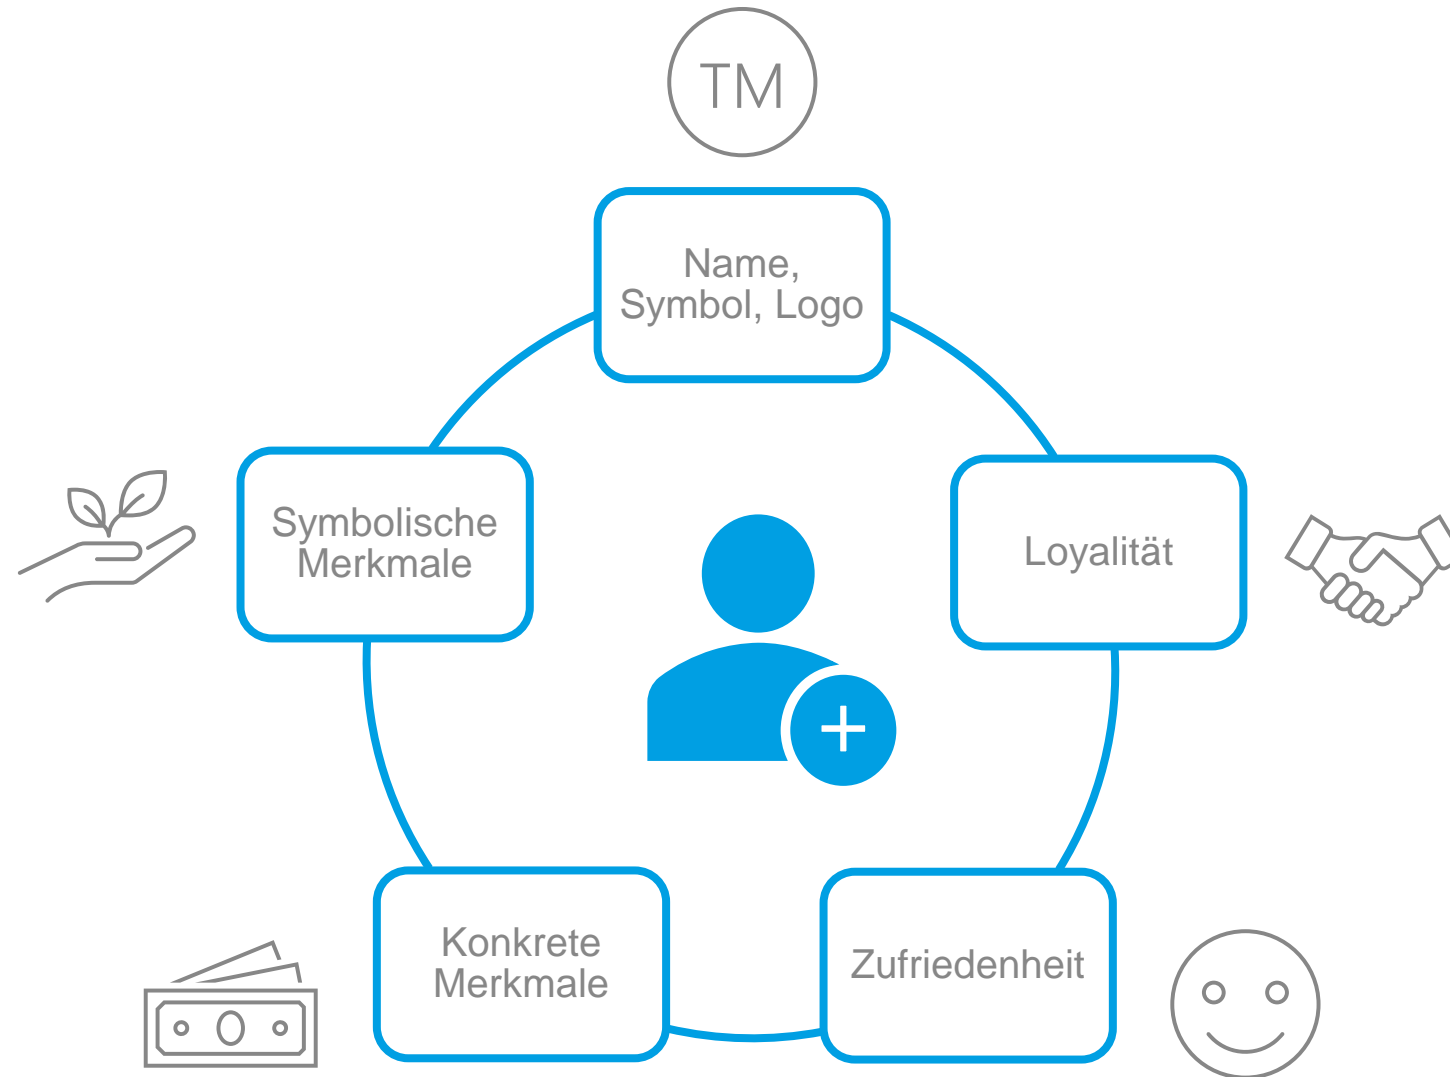 TM
Name,
Symbol, Logo
Symbolische
Merkmale
Loyalität
Konkrete
Merkmale
Zufriedenheit